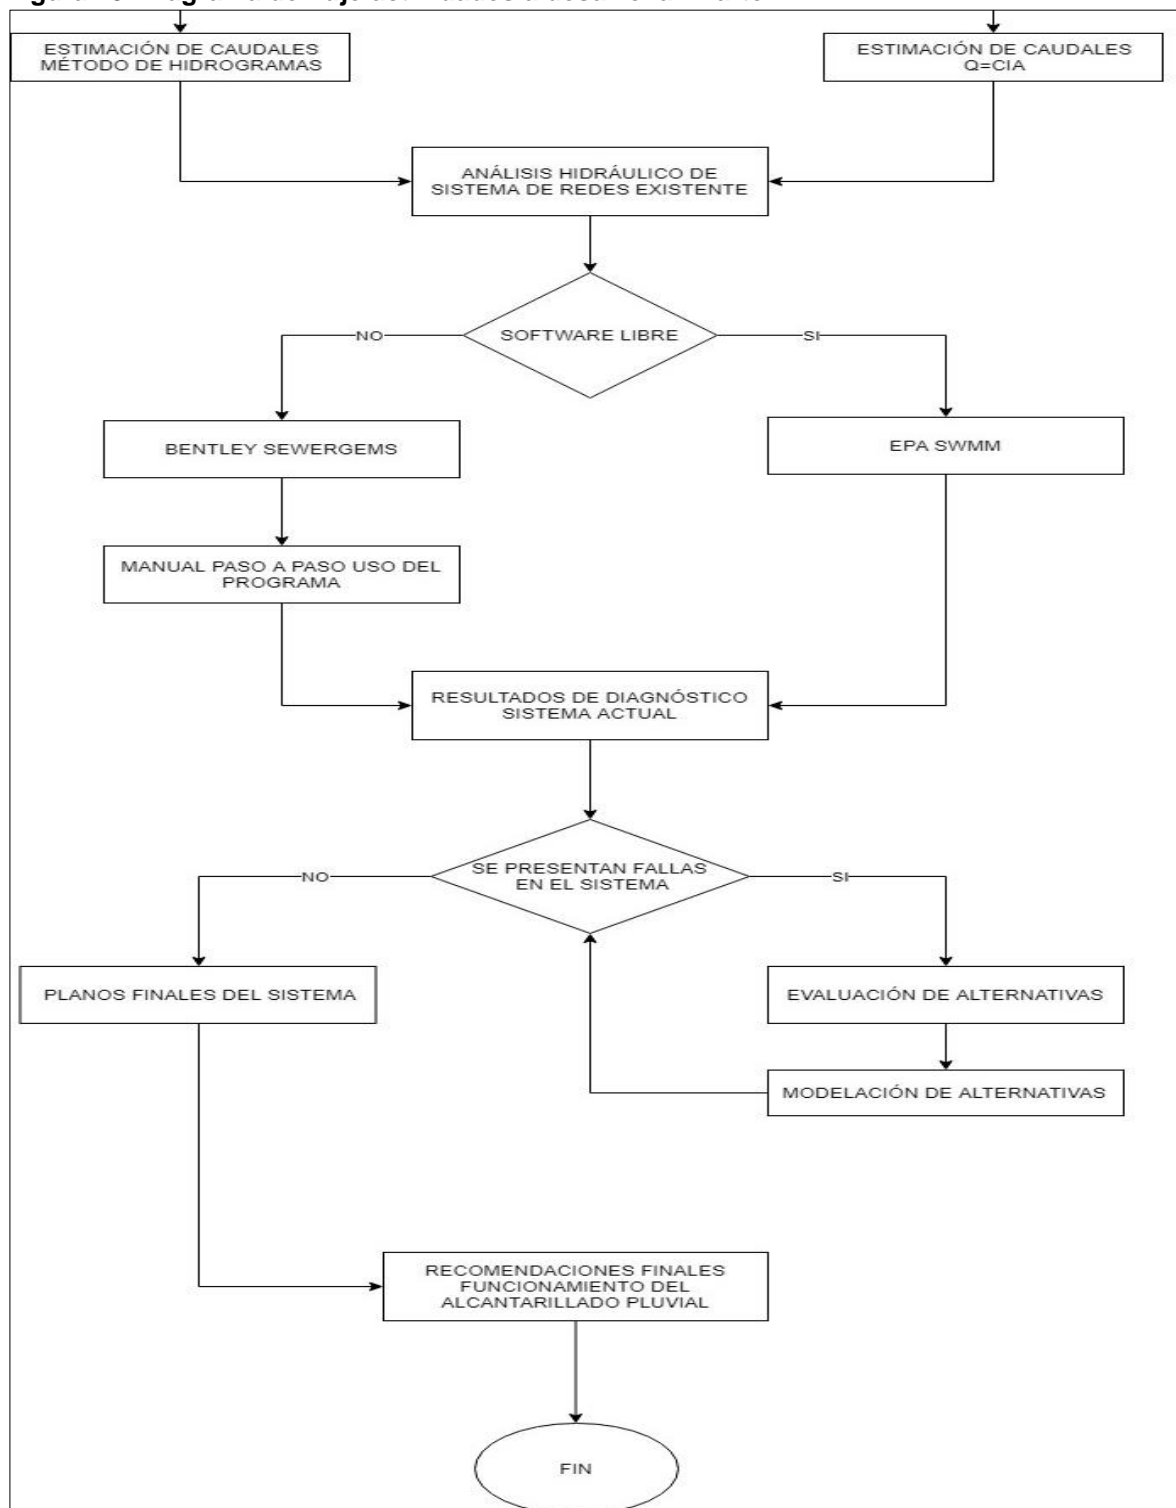 ESTIMACIÓN DE CAUDALES
MÉTODO DE HIDROGRAMAS
ESTIMACIÓN DE CAUDALES
Q=CIA
ANÁLISIS HIDRÁULICO DE
SISTEMA DE REDES EXISTENTE
SOFTWARE LIBRE
NO
SI
BENTLEY SEWERGEMS
EPA SWMM
MANUAL PASO A PASO USO DEL
PROGRAMA
RESULTADOS DE DIAGNÓSTICO
SISTEMA ACTUAL
SE PRESENTAN FALLAS
EN EL SISTEMA
NO
SI
PLANOS FINALES DEL SISTEMA
EVALUACIÓN DE ALTERNATIVAS
MODELACIÓN DE ALTERNATIVAS
RECOMENDACIONES FINALES
FUNCIONAMIENTO DEL
ALCANTARILLADO PLUVIAL
FIN